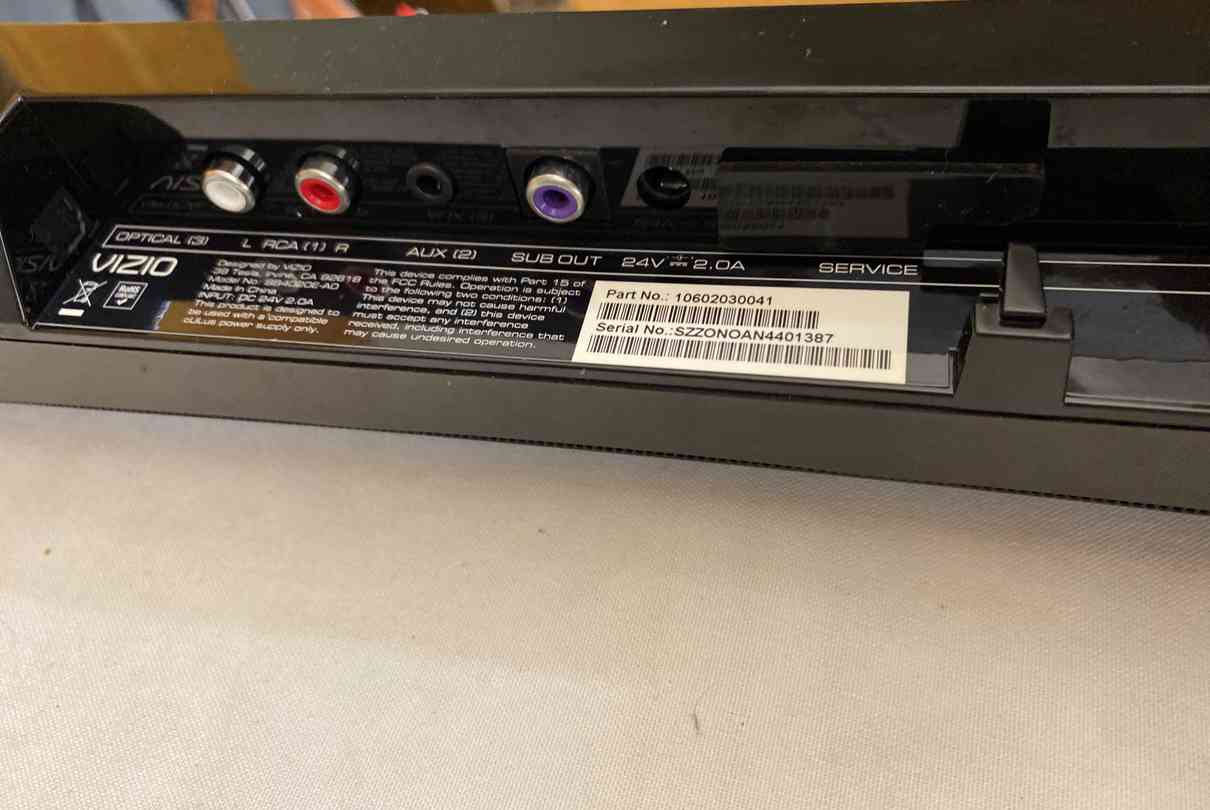 OPTICAL (3)
L RCA (1) R
AUX (2)
SUB OUT
24V 2.0A
SERVICE
VIZIO
RoHS
Designed by VIZIO
39 Tesla, Irvine, CA 92618
Model No.:
Made in China
INPUT: DC 24V 2.0A
This product is designed to
be used with a compatible
cULus power supply only.
This device complies with Part 15 of
the FCC Rules. Operation is subject
to the following two conditions: (1)
This device may not cause harmful
interference, and (2) this device
must accept any interference
received, including interference that
may cause undesired operation.
Part No.: 10602030041
Serial No.:SZZONOAN4401387